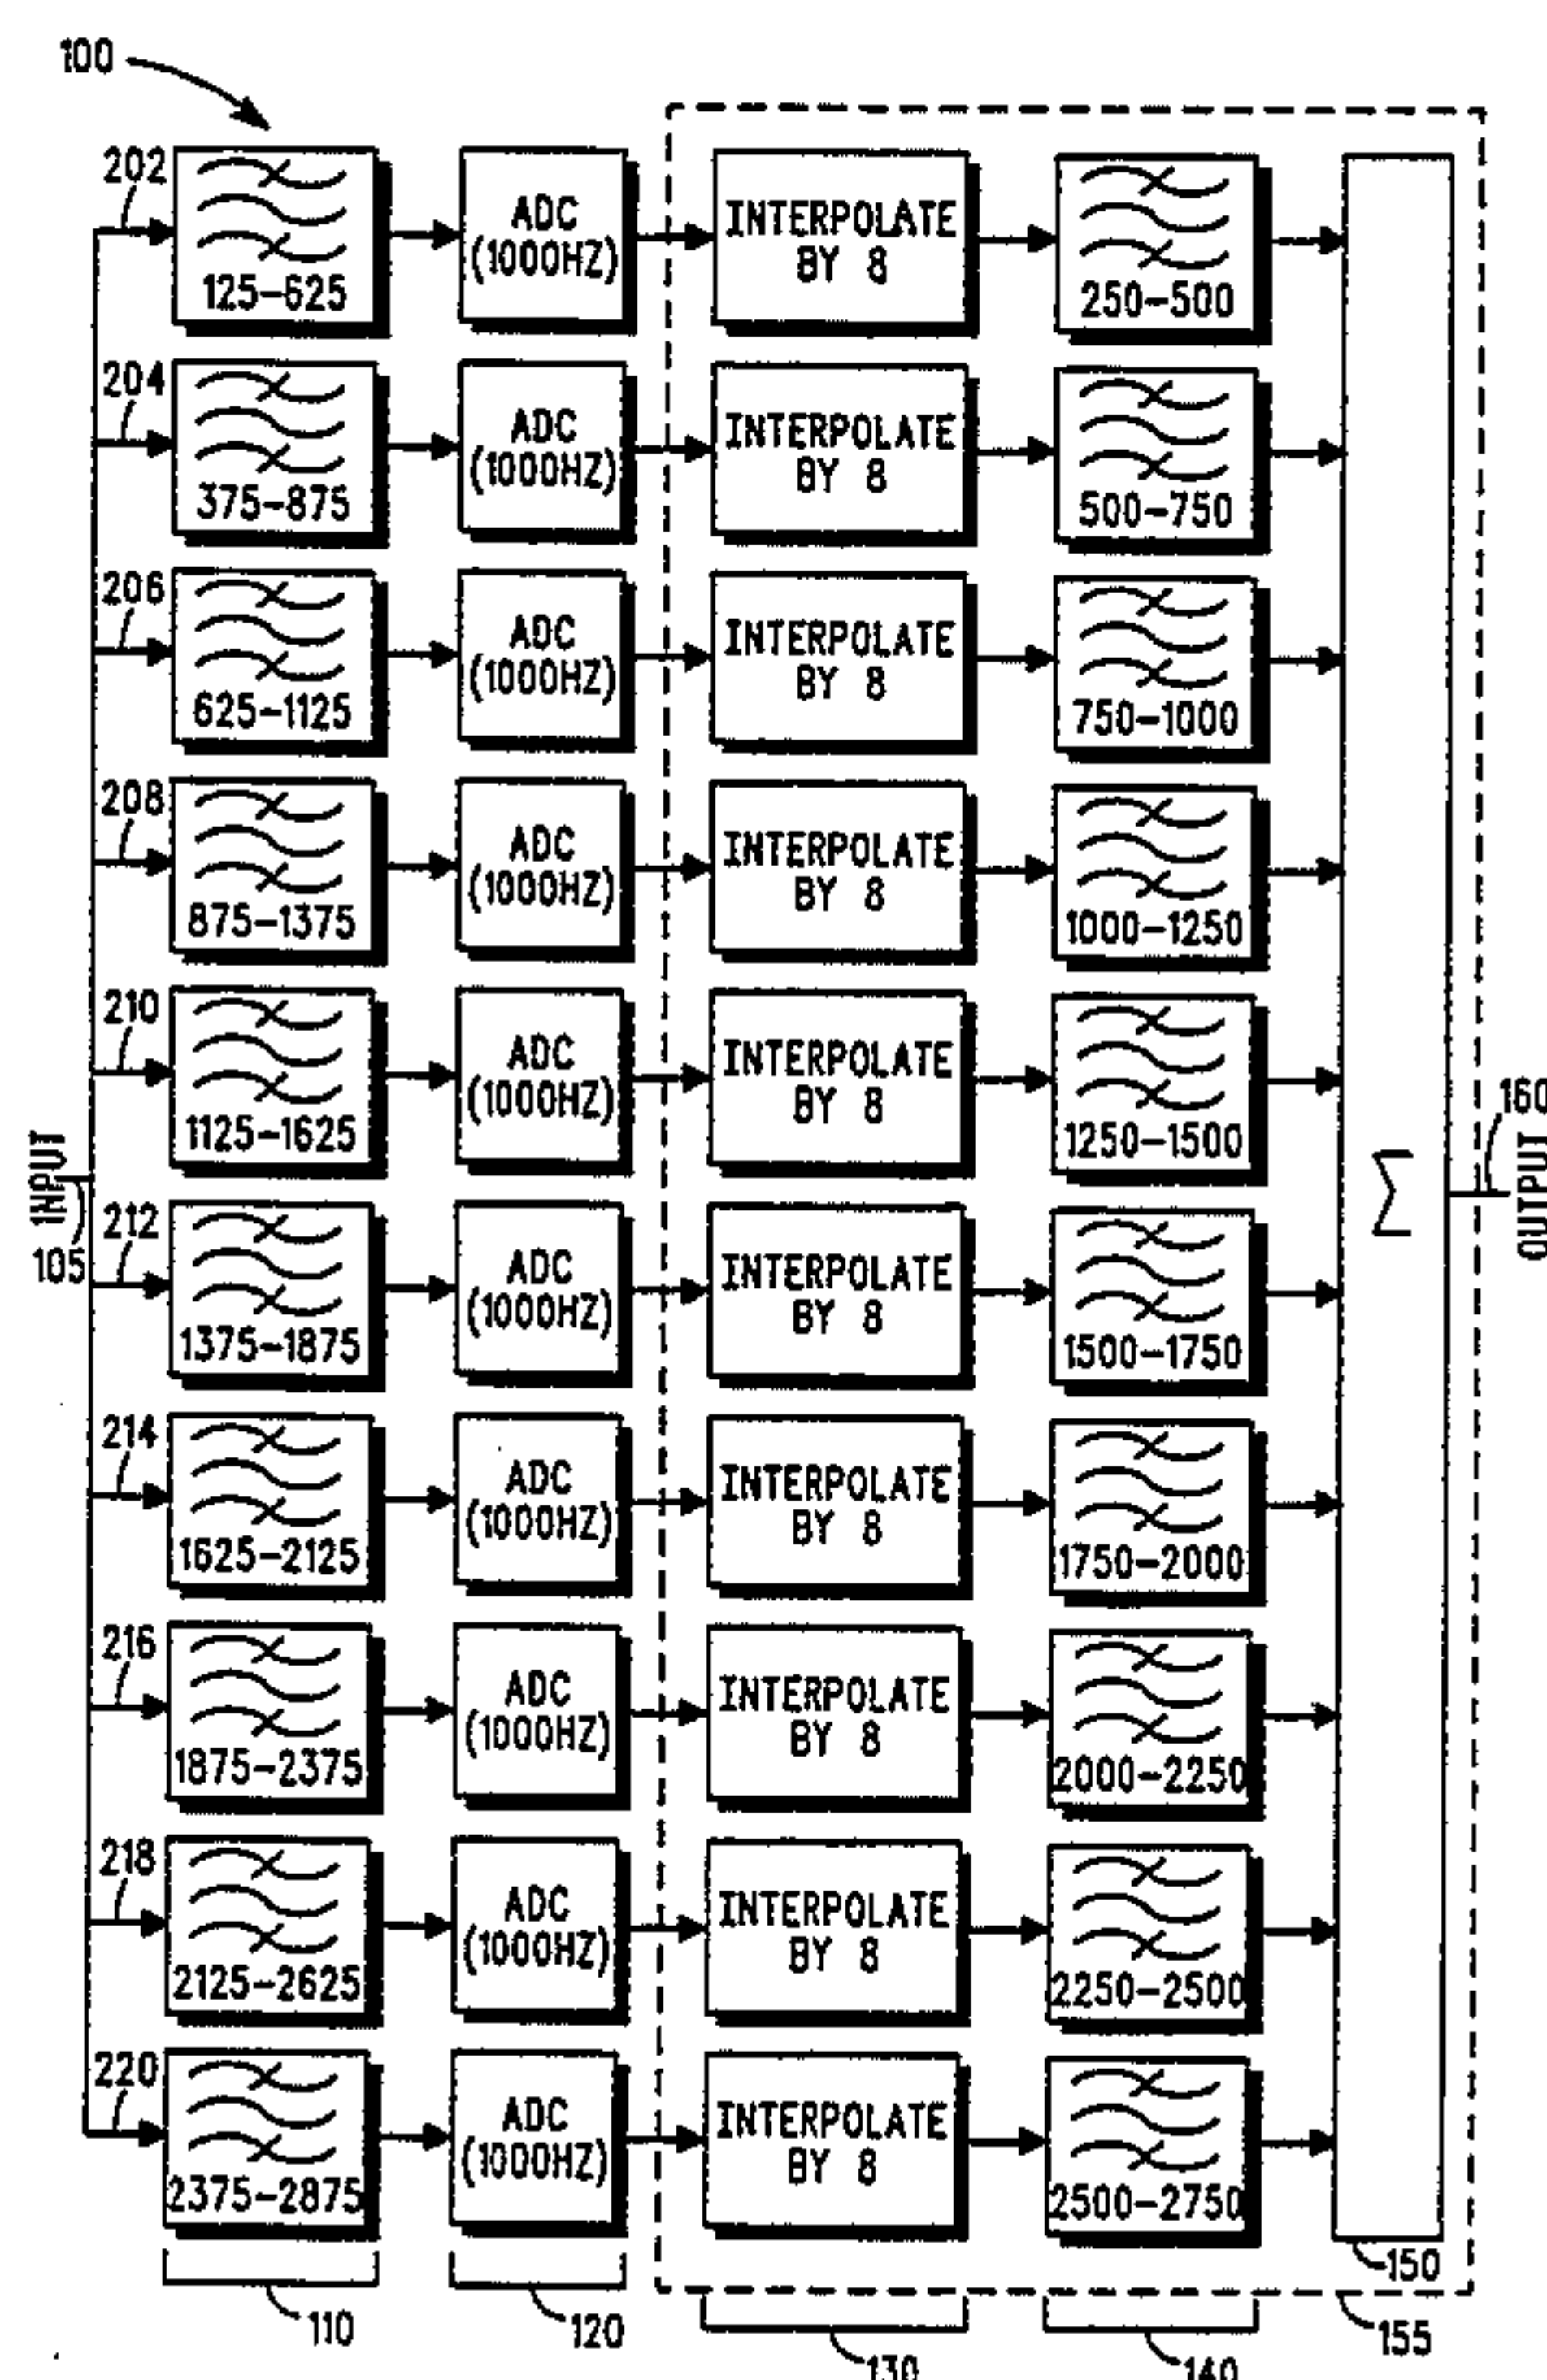 100
202
125-625
ADC
(1000HZ)
INTERPOLATE
BY 8
250-500
204
375-875
ADC
(1000HZ)
INTERPOLATE
BY 8
500-750
206
625-1125
ADC
(1000HZ)
INTERPOLATE
BY 8
750-1000
208
875-1375
ADC
(1000HZ)
INTERPOLATE
BY 8
1000-1250
210
1125-1625
ADC
(1000HZ)
INTERPOLATE
BY 8
1250-1500
INPUT
105
212
1375-1875
ADC
(1000HZ)
INTERPOLATE
BY 8
1500-1750
Σ
160
OUTPUT
214
1625-2125
ADC
(1000HZ)
INTERPOLATE
BY 8
1750-2000
216
1875-2375
ADC
(1000HZ)
INTERPOLATE
BY 8
2000-2250
218
2125-2625
ADC
(1000HZ)
INTERPOLATE
BY 8
2250-2500
220
2375-2875
ADC
(1000HZ)
INTERPOLATE
BY 8
2500-2750
150
110
120
130
140
155